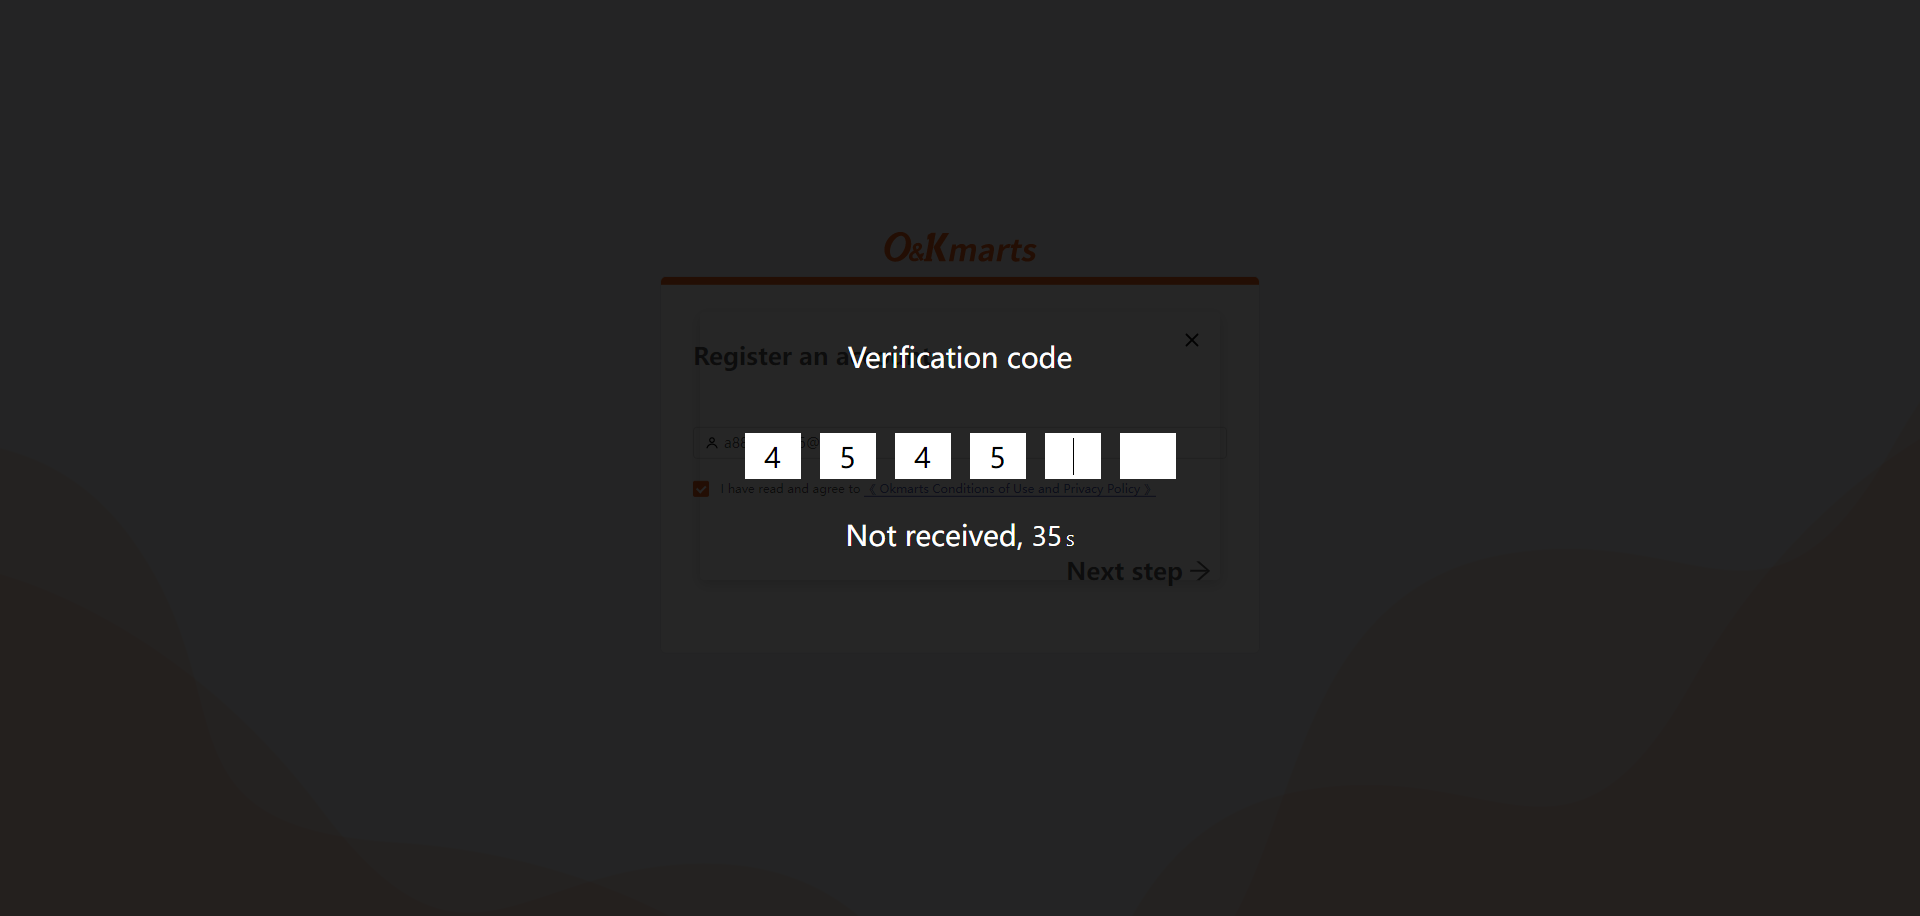 O&Kmarts
Verification code
Register an a
4 5 4 5
I have read and agree to 《 Okmarts Conditions of Use and Privacy Policy 》
Not received, 35 s
Next step